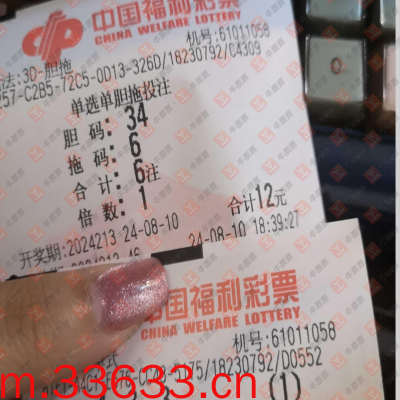 中国福利彩票
CHINA WELFARE LOTTERY
机号:61011058
法:3D-胆拖
257-C2B5-72C5-0D13-326D/18230792/C4309
单选单胆拖投注
胆码: 34
拖码: 6
合计: 6注
倍数: 1
合计12元
开奖期:2024213-24-08-10
24-08-10 18:39:27
中国福利彩票
CHINA WELFARE LOTTERY
机号:61011058
5175/18230792/D0552
(1)
m.33633.cn